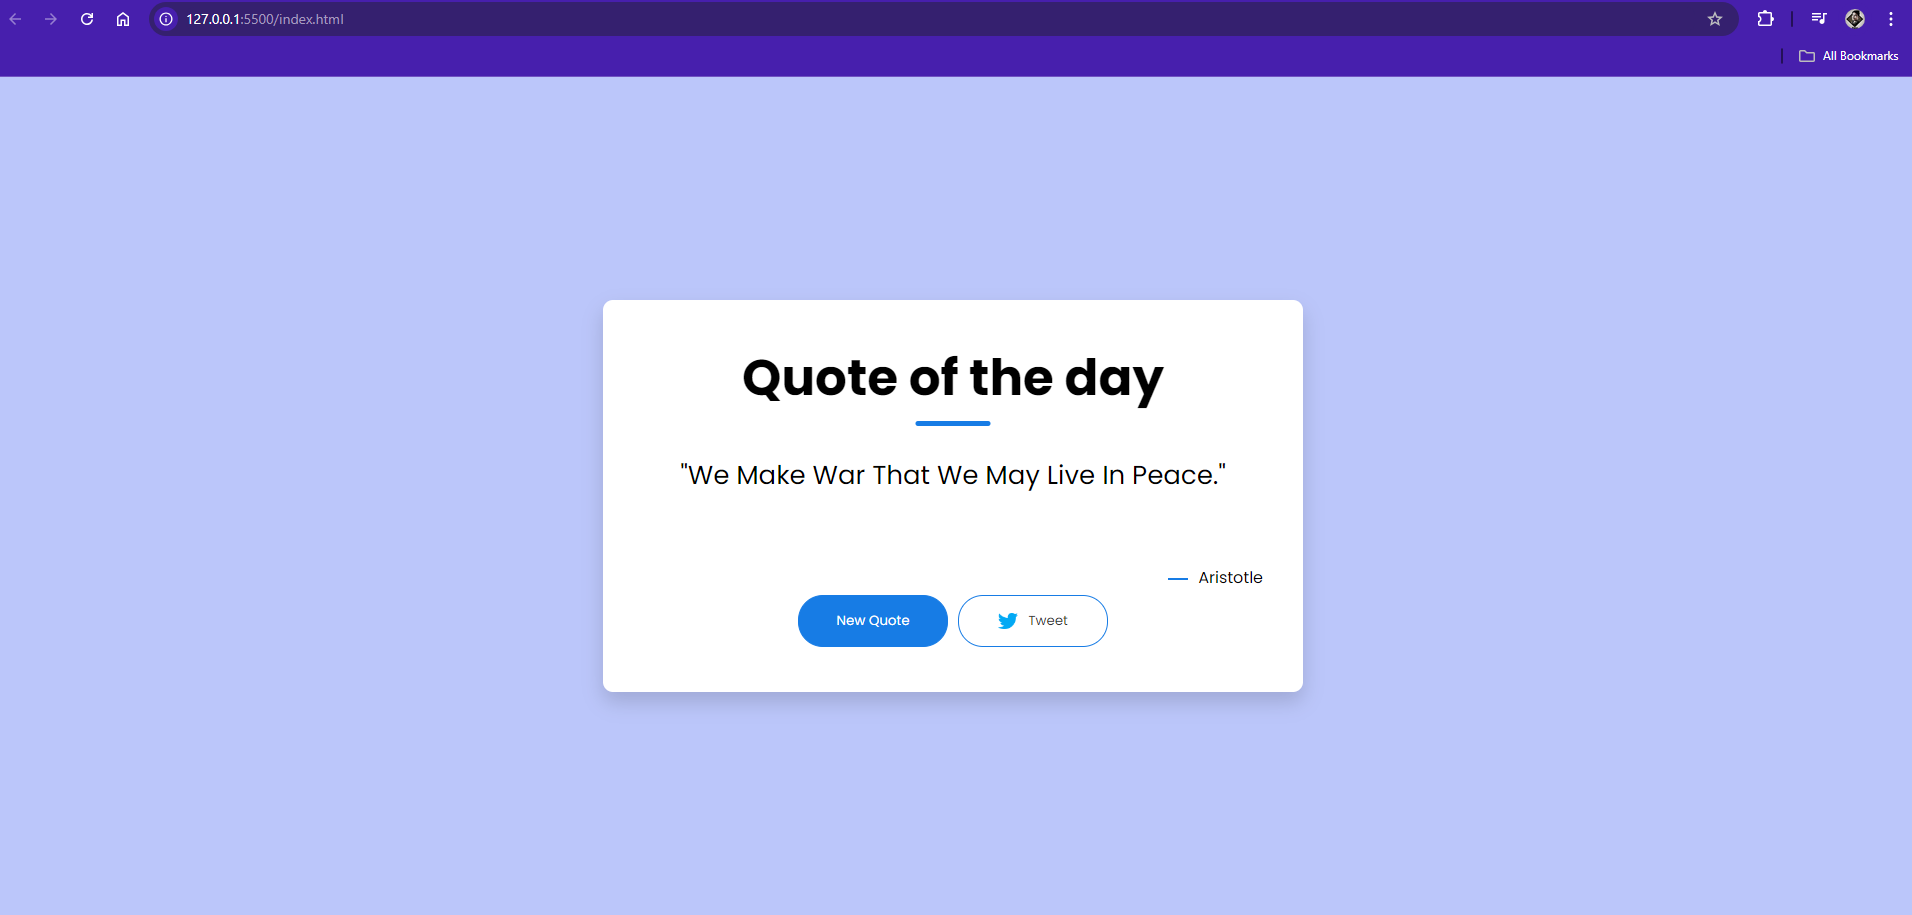 127.0.0.1:5500/index.html
All Bookmarks
Quote of the day
"We Make War That We May Live In Peace."
Aristotle
New Quote
Tweet